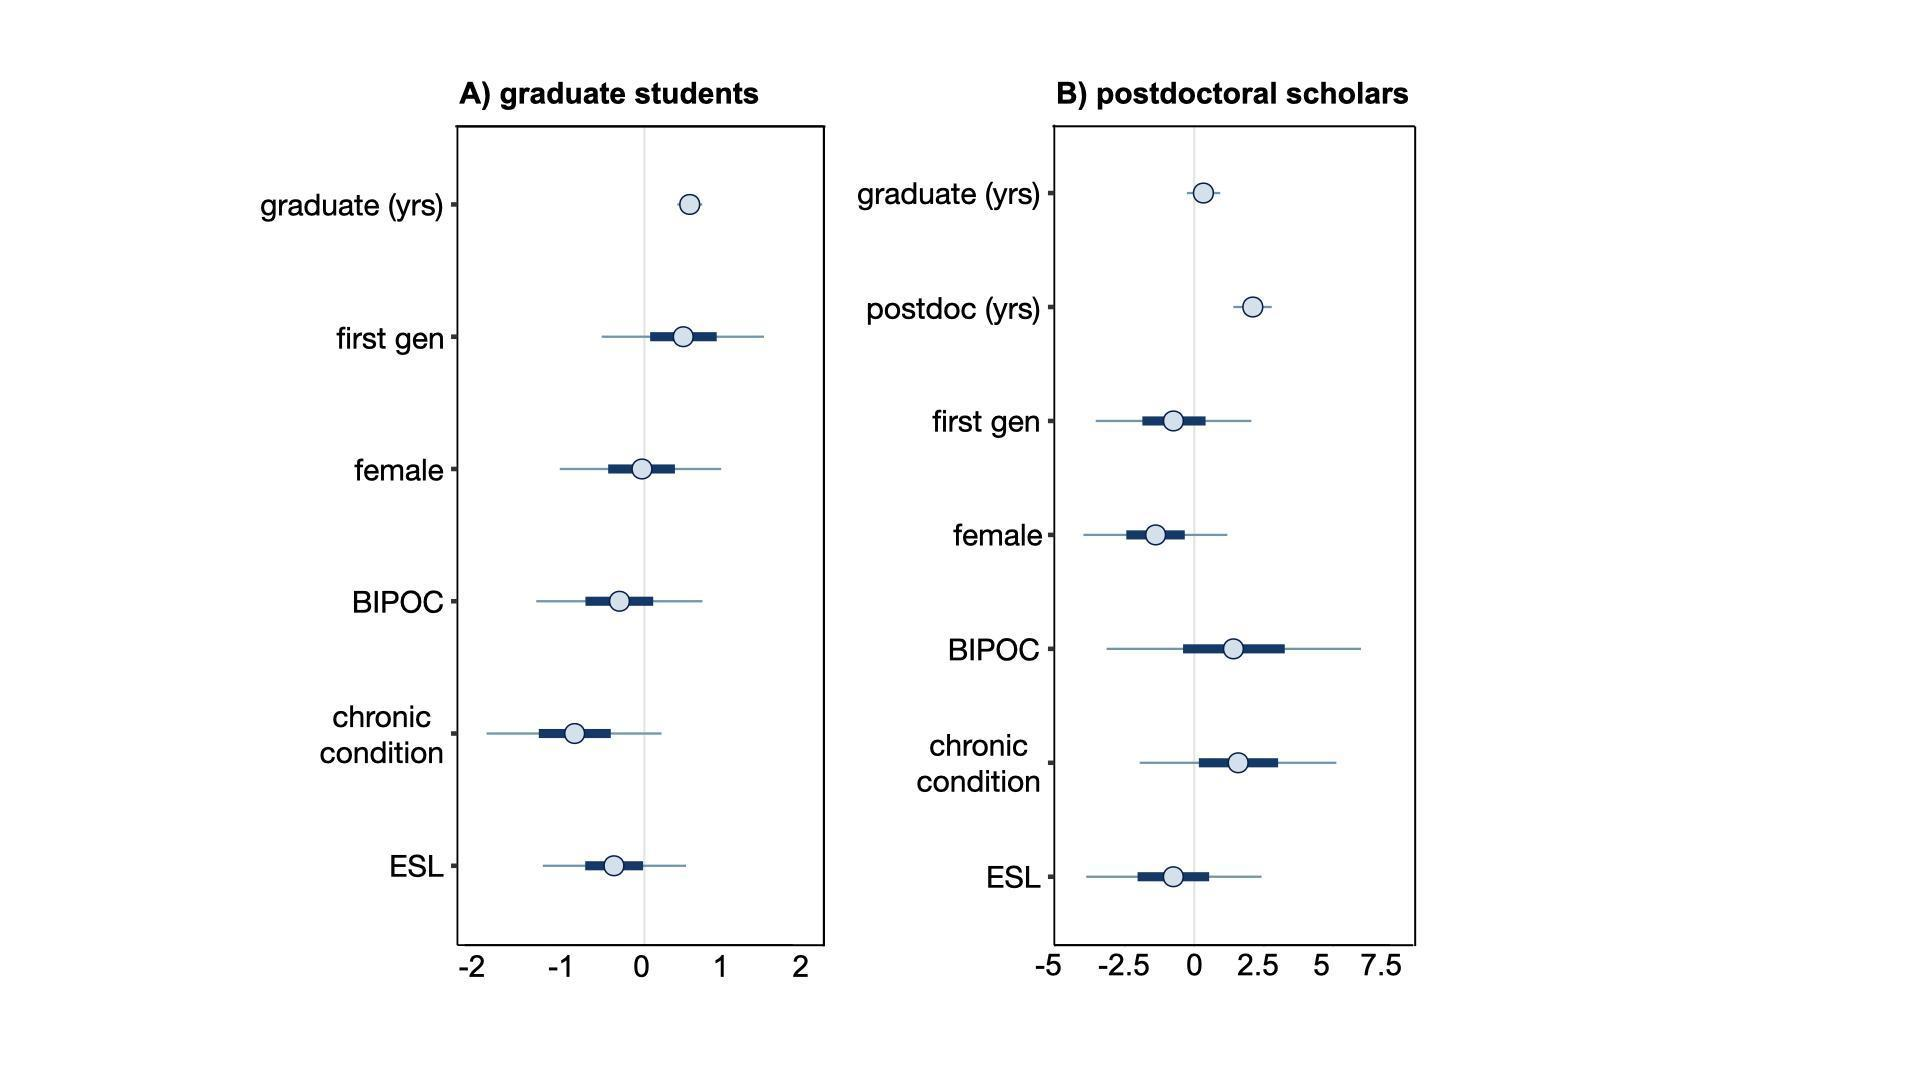 A) graduate students
graduate (yrs)
first gen
female
BIPOC
chronic
condition
ESL
-2 -1 0 1 2
B) postdoctoral scholars
graduate (yrs)
postdoc (yrs)
first gen
female
BIPOC
chronic
condition
ESL
-5 -2.5 0 2.5 5 7.5